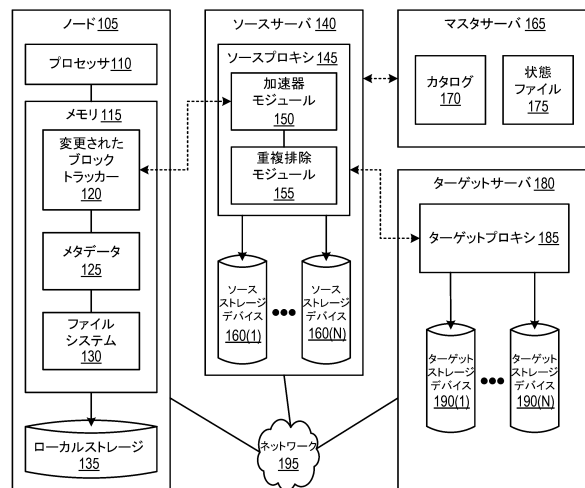 ノード 105
プロセッサ 110
メモリ 115
変更された
ブロック
トラッカー
120
メタデータ
125
ファイル
システム
130
ローカルストレージ
135
ソースサーバ 140
ソースプロキシ 145
加速器
モジュール
150
重複排除
モジュール
155
ソース
ストレージ
デバイス
160(1)
ソース
ストレージ
デバイス
160(N)
ネットワーク
195
マスタサーバ 165
カタログ
170
状態
ファイル
175
ターゲットサーバ 180
ターゲットプロキシ 185
ターゲット
ストレージ
デバイス
190(1)
ターゲット
ストレージ
デバイス
190(N)